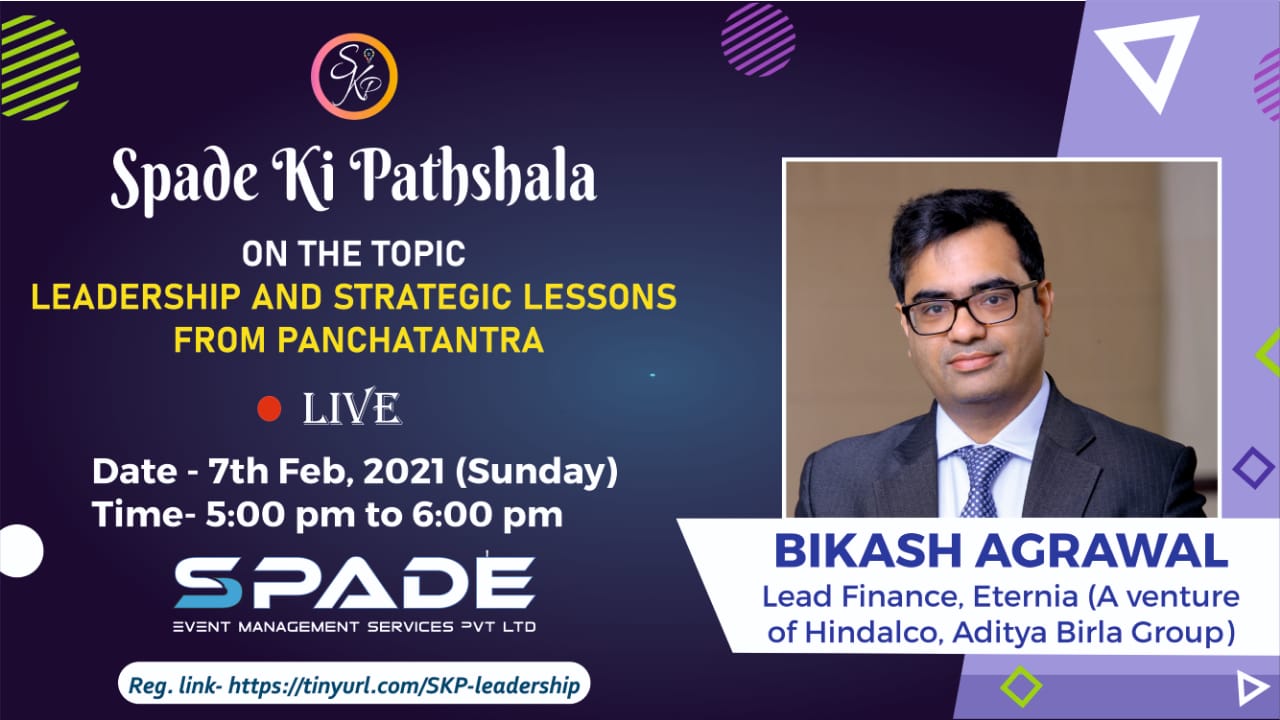 SKP
Spade Ki Pathshala
ON THE TOPIC
LEADERSHIP AND STRATEGIC LESSONS
FROM PANCHATANTRA
LIVE
Date - 7th Feb, 2021 (Sunday)
Time- 5:00 pm to 6:00 pm
SPADE
EVENT MANAGEMENT SERVICES PVT LTD
Reg. link- https://tinyurl.com/SKP-leadership
BIKASH AGRAWAL
Lead Finance, Eternia (A venture
of Hindalco, Aditya Birla Group)